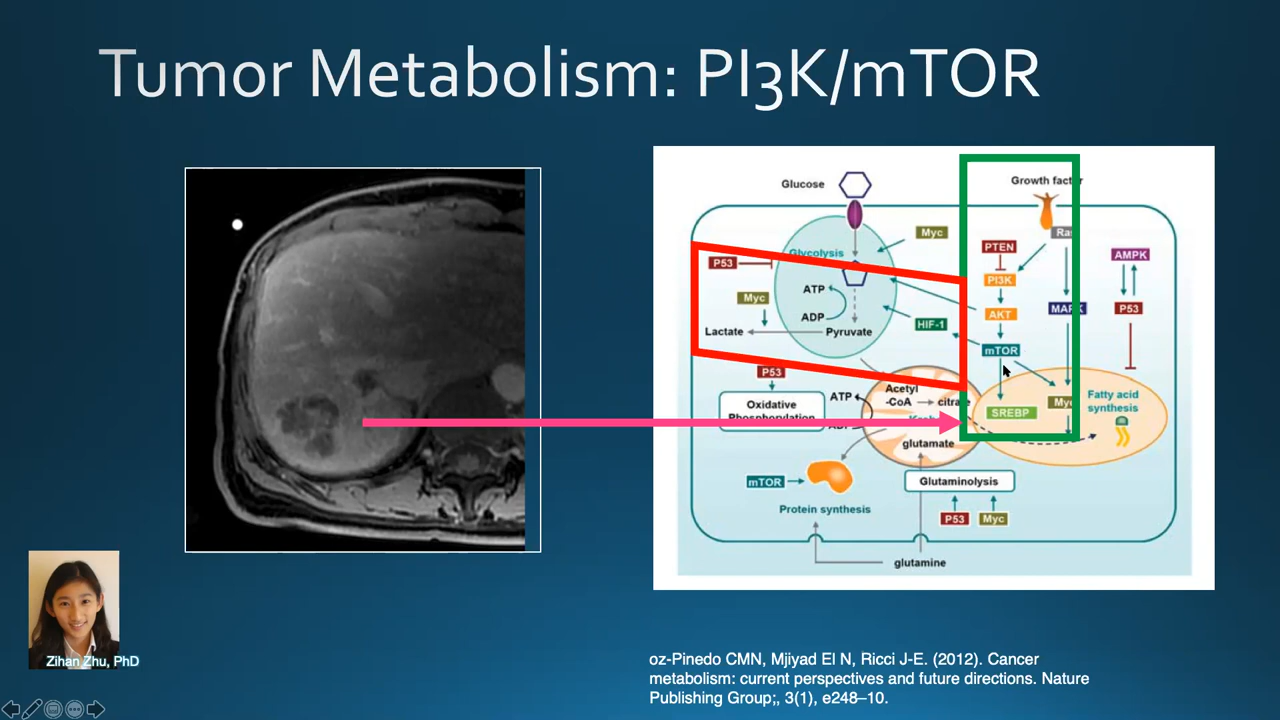 Tumor Metabolism: PI3K/mTOR
Glucose
Growth factor
Myc
Ras
PTEN
Glycolysis
AMPK
P53
PI3K
ATP
Myc
AKT
MAPK
P53
ADP
HIF-1
Lactate
Pyruvate
mTOR
P53
Acetyl
-CoA
citrate
ATP
Oxidative
Phosphorylation
ADP
SREBP
Myc
Fatty acid
synthesis
glutamate
mTOR
Glutaminolysis
Protein synthesis
P53
Myc
glutamine
Zihan Zhu, PhD
oz-Pinedo CMN, Mjiyad El N, Ricci J-E. (2012). Cancer
metabolism: current perspectives and future directions. Nature
Publishing Group;, 3(1), e248–10.